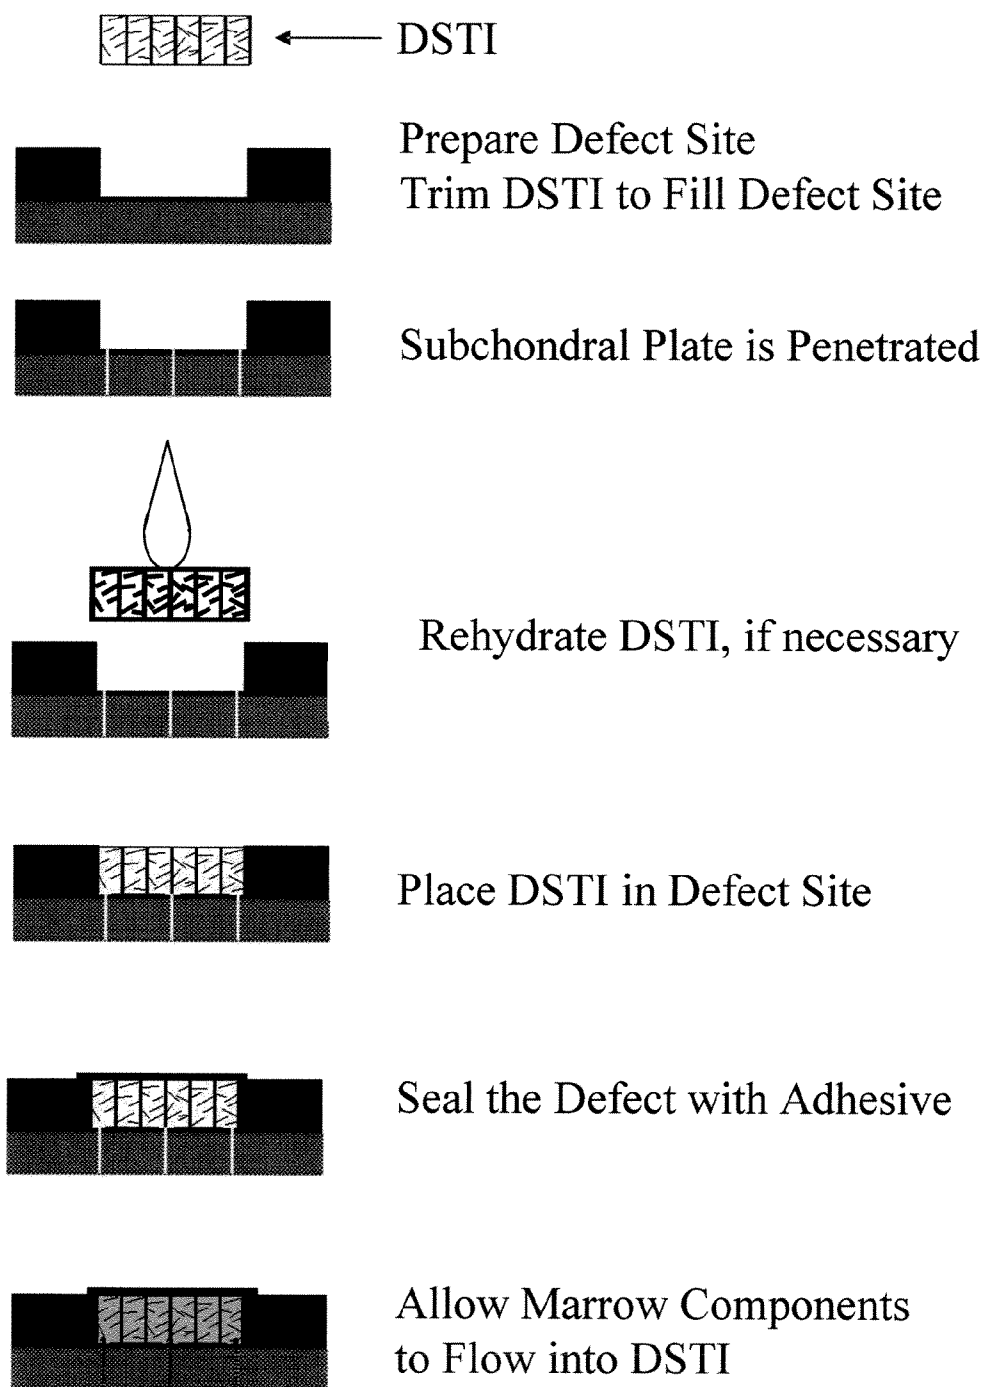 DSTI
Prepare Defect Site
Trim DSTI to Fill Defect Site
Subchondral Plate is Penetrated
Rehydrate DSTI, if necessary
Place DSTI in Defect Site
Seal the Defect with Adhesive
Allow Marrow Components
to Flow into DSTI